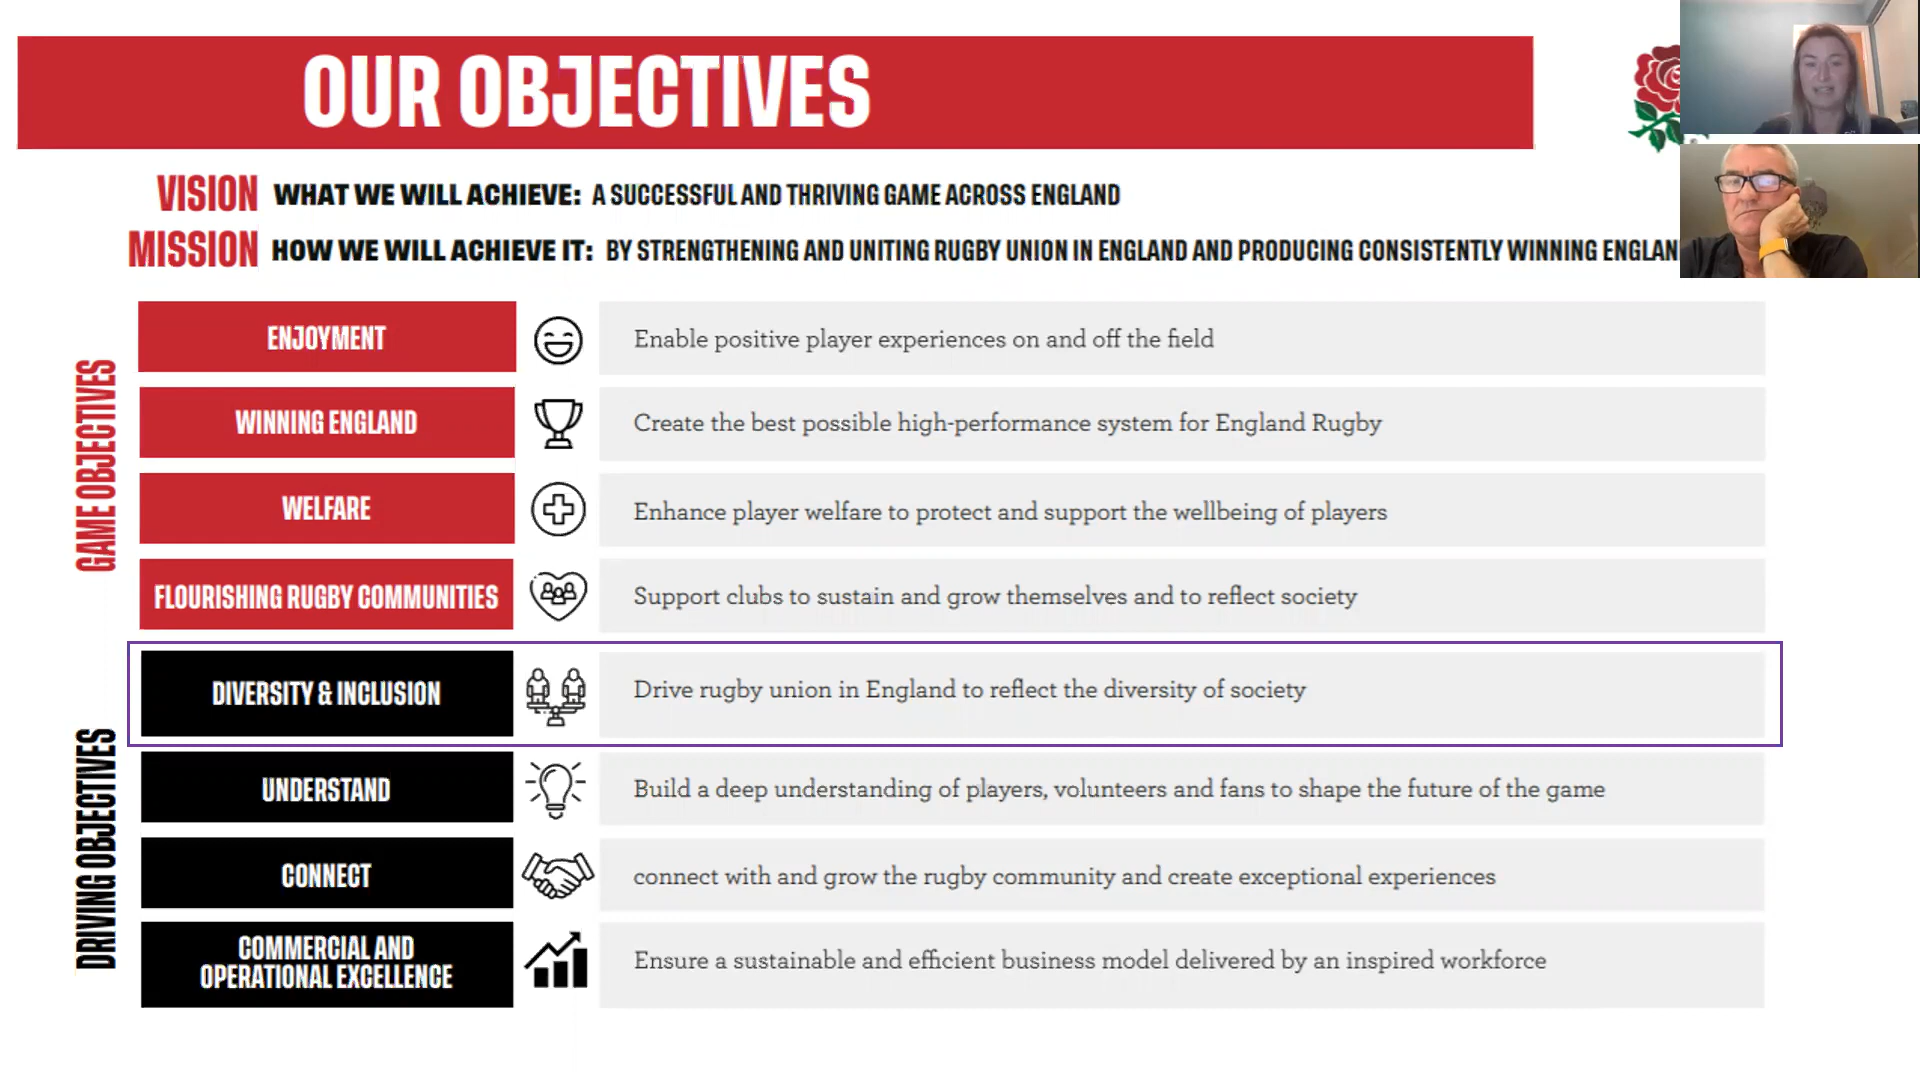 OUR OBJECTIVES
VISION WHAT WE WILL ACHIEVE: A SUCCESSFUL AND THRIVING GAME ACROSS ENGLAND
MISSION HOW WE WILL ACHIEVE IT: BY STRENGTHENING AND UNITING RUGBY UNION IN ENGLAND AND PRODUCING CONSISTENTLY WINNING ENGLAN
GAME OBJECTIVES
ENJOYMENT
Enable positive player experiences on and off the field
WINNING ENGLAND
Create the best possible high-performance system for England Rugby
WELFARE
Enhance player welfare to protect and support the wellbeing of players
FLOURISHING RUGBY COMMUNITIES
Support clubs to sustain and grow themselves and to reflect society
DRIVING OBJECTIVES
DIVERSITY & INCLUSION
Drive rugby union in England to reflect the diversity of society
UNDERSTAND
Build a deep understanding of players, volunteers and fans to shape the future of the game
CONNECT
connect with and grow the rugby community and create exceptional experiences
COMMERCIAL AND
OPERATIONAL EXCELLENCE
Ensure a sustainable and efficient business model delivered by an inspired workforce